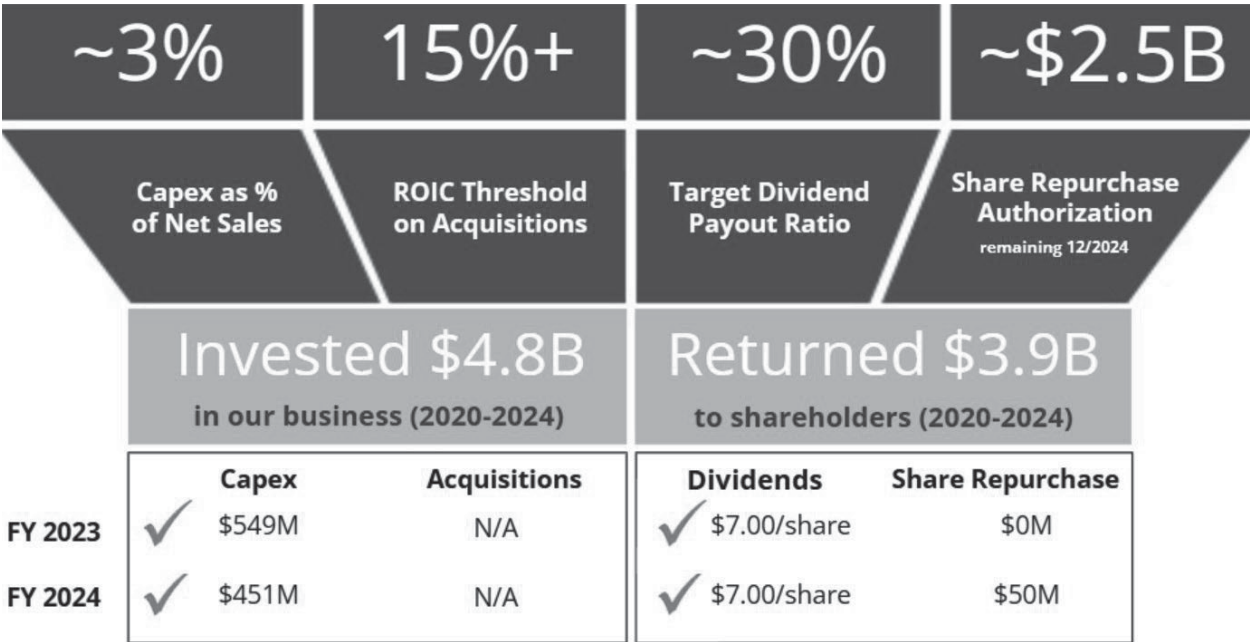 ~3% 15%+ ~30% ~$2.5B
Capex as %
of Net Sales
ROIC Threshold
on Acquisitions
Target Dividend
Payout Ratio
Share Repurchase
Authorization
remaining 12/2024
Invested $4.8B
in our business (2020-2024)
Returned $3.9B
to shareholders (2020-2024)
Capex Acquisitions Dividends Share Repurchase
FY 2023 $549M N/A $7.00/share $0M
FY 2024 $451M N/A $7.00/share $50M